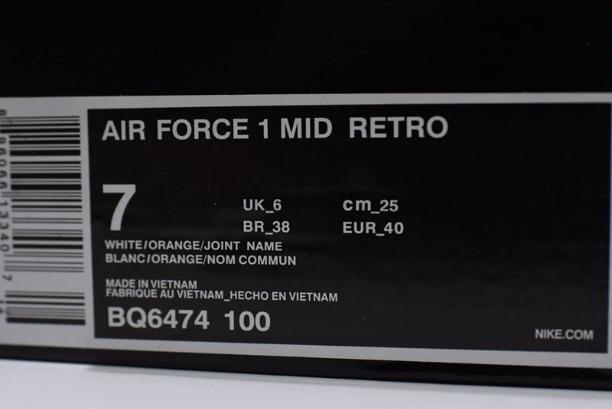 AIR FORCE 1 MID RETRO
7
UK_6 cm_25
BR_38 EUR_40
WHITE/ORANGE/JOINT NAME
BLANC/ORANGE/NOM COMMUN
MADE IN VIETNAM
FABRIQUE AU VIETNAM_HECHO EN VIETNAM
BQ6474 100
NIKE.COM